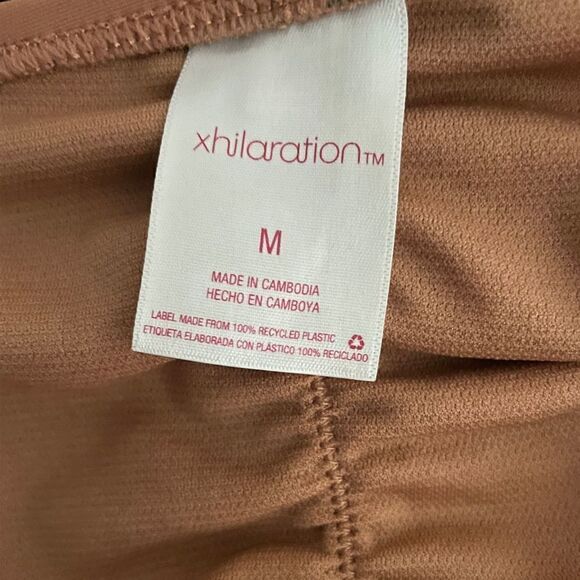 xhilaration™
M
MADE IN CAMBODIA
HECHO EN CAMBOYA
LABEL MADE FROM 100% RECYCLED PLASTIC
ETIQUETA ELABORADA CON PLÁSTICO 100% RECICLADO